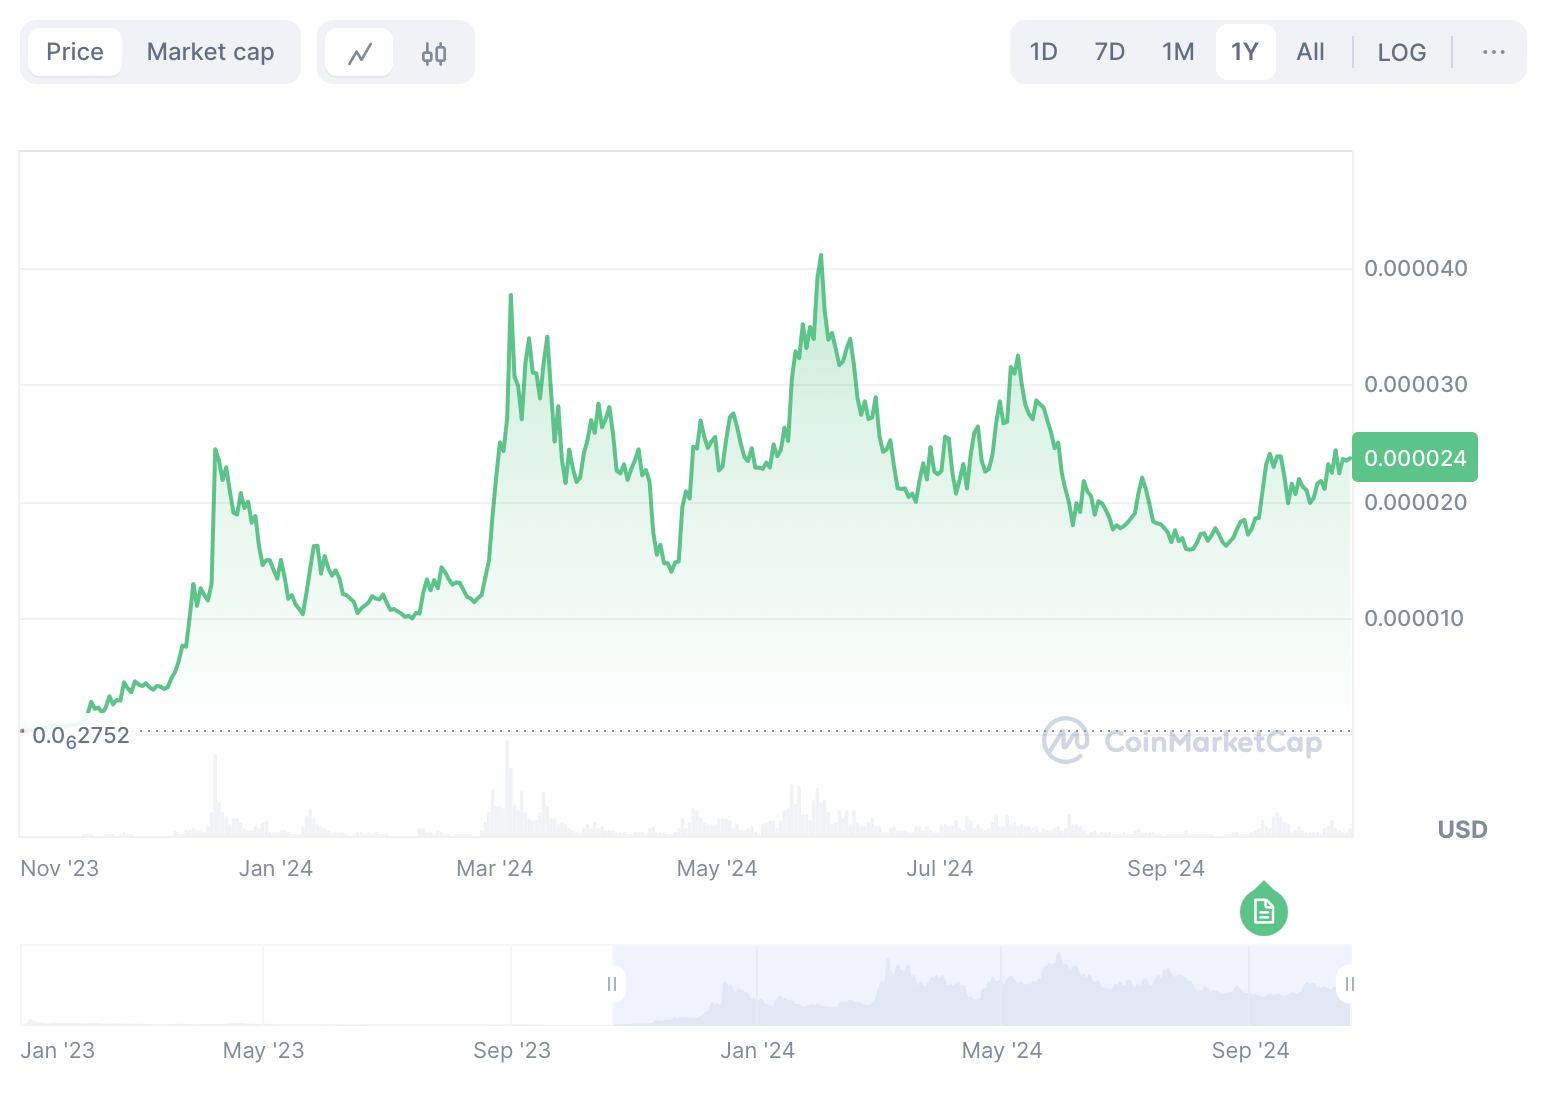 Price Market cap 1D 7D 1M 1Y All LOG ...
0.000040
0.000030
0.000024
0.000020
0.000010
0.0₆2752
CoinMarketCap
USD
Nov '23 Jan '24 Mar '24 May '24 Jul '24 Sep '24
Jan '23 May '23 Sep '23 Jan '24 May '24 Sep '24